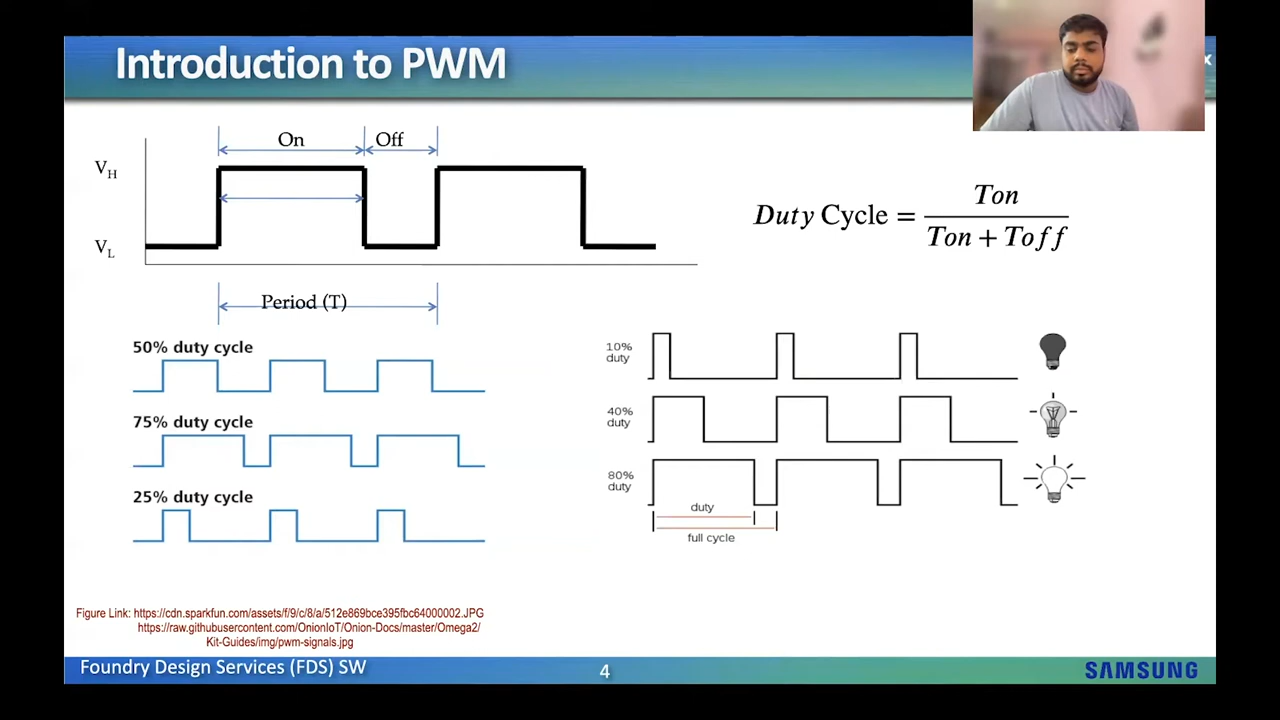 Introduction to PWM
x
On
Off
V_H
V_L
Period (T)
Duty Cycle = Ton / Ton + Toff
50% duty cycle
75% duty cycle
25% duty cycle
10%
duty
40%
duty
80%
duty
duty
full cycle
Figure Link: https://cdn.sparkfun.com/assets/f/9/c/8/a/512e869bce395fbc64000002.JPG
https://raw.githubusercontent.com/OnionIoT/Onion-Docs/master/Omega2/
Kit-Guides/img/pwm-signals.jpg
Foundry Design Services (FDS) SW
4
SAMSUNG